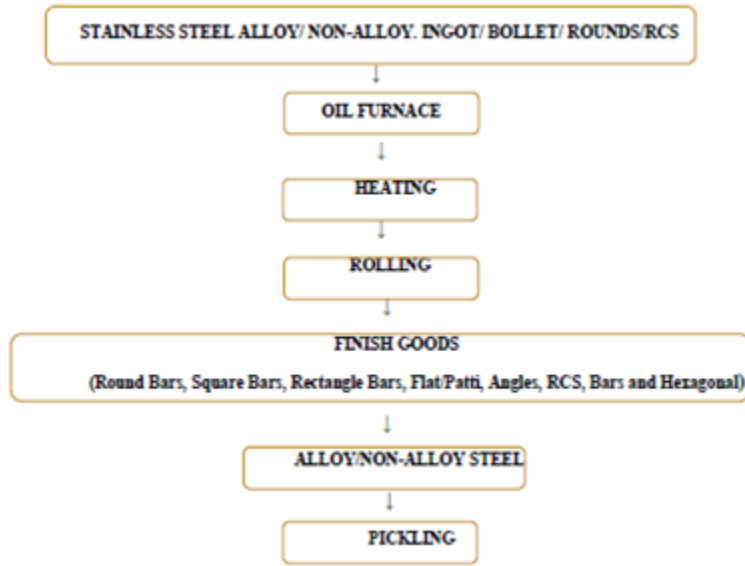 STAINLESS STEEL ALLOY/ NON-ALLOY. INGOT/ BOLLET/ ROUNDS/RCS
OIL FURNACE
HEATING
ROLLING
FINISH GOODS
(Round Bars, Square Bars, Rectangle Bars, Flat/Patti, Angles, RCS, Bars and Hexagonal)
ALLOY/NON-ALLOY STEEL
PICKLING